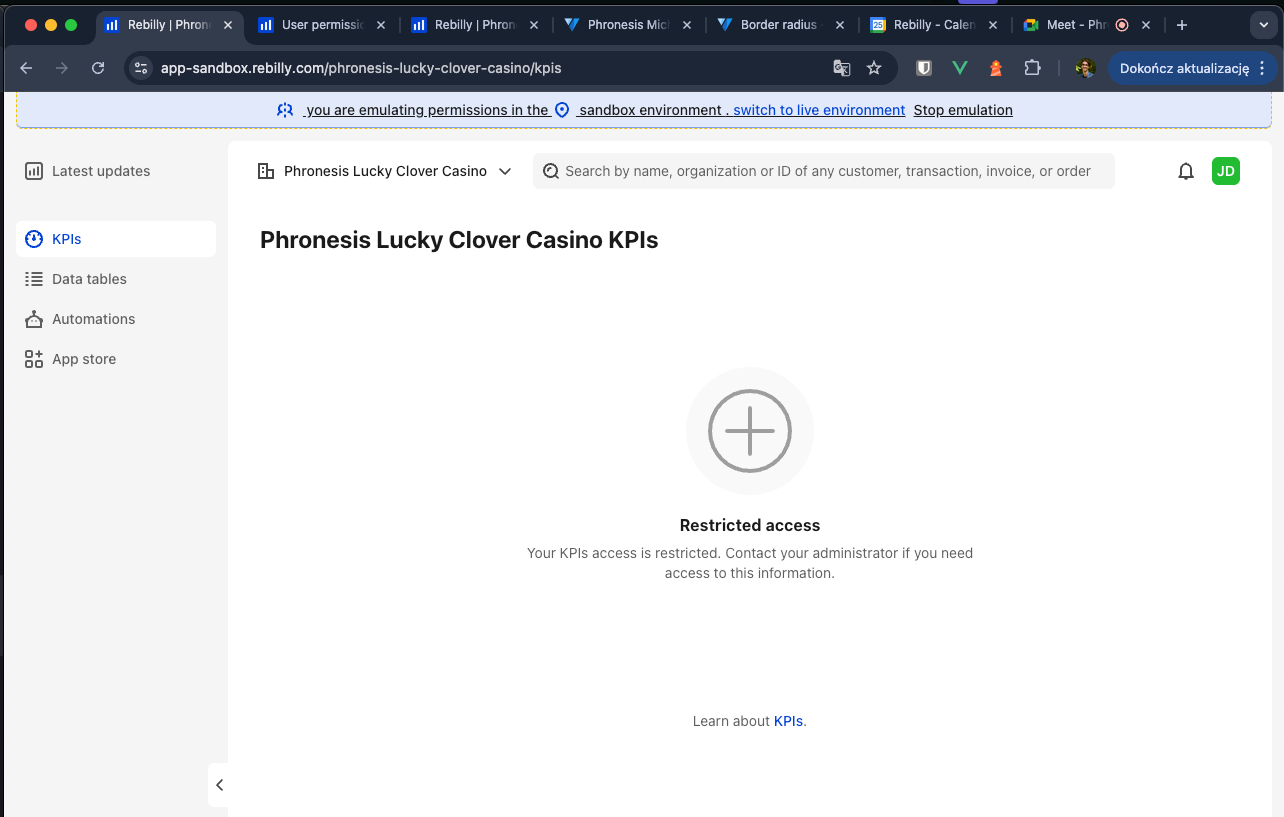 Rebilly | Phron
User permissi
Rebilly | Phron
Phronesis Mic
Border radius
25
Rebilly - Calen
Meet - Phr
app-sandbox.rebilly.com/phronesis-lucky-clover-casino/kpis
Dokończ aktualizację
you are emulating permissions in the sandbox environment . switch to live environment Stop emulation
Latest updates
KPIs
Data tables
Automations
App store
Phronesis Lucky Clover Casino
Search by name, organization or ID of any customer, transaction, invoice, or order
JD
Phronesis Lucky Clover Casino KPIs
Restricted access
Your KPIs access is restricted. Contact your administrator if you need
access to this information.
Learn about KPIs.